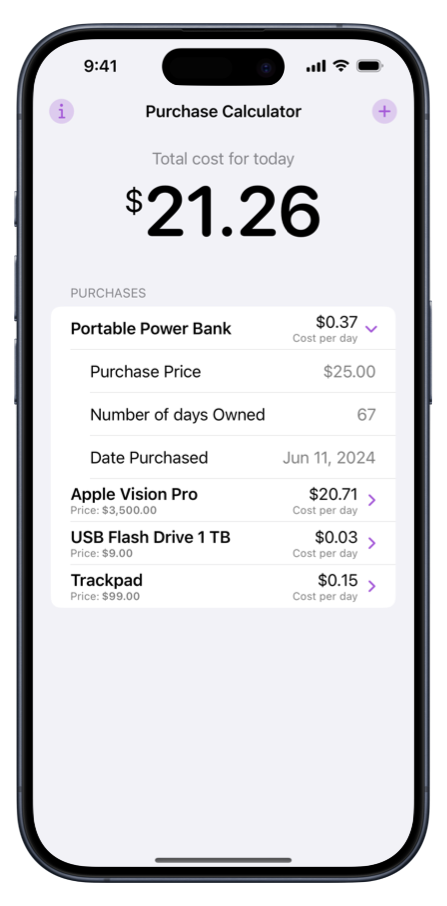 9:41
i Purchase Calculator +
Total cost for today
$21.26
PURCHASES
Portable Power Bank $0.37
Cost per day
Purchase Price $25.00
Number of days Owned 67
Date Purchased Jun 11, 2024
Apple Vision Pro $20.71
Price: $3,500.00 Cost per day
USB Flash Drive 1 TB $0.03
Price: $9.00 Cost per day
Trackpad $0.15
Price: $99.00 Cost per day